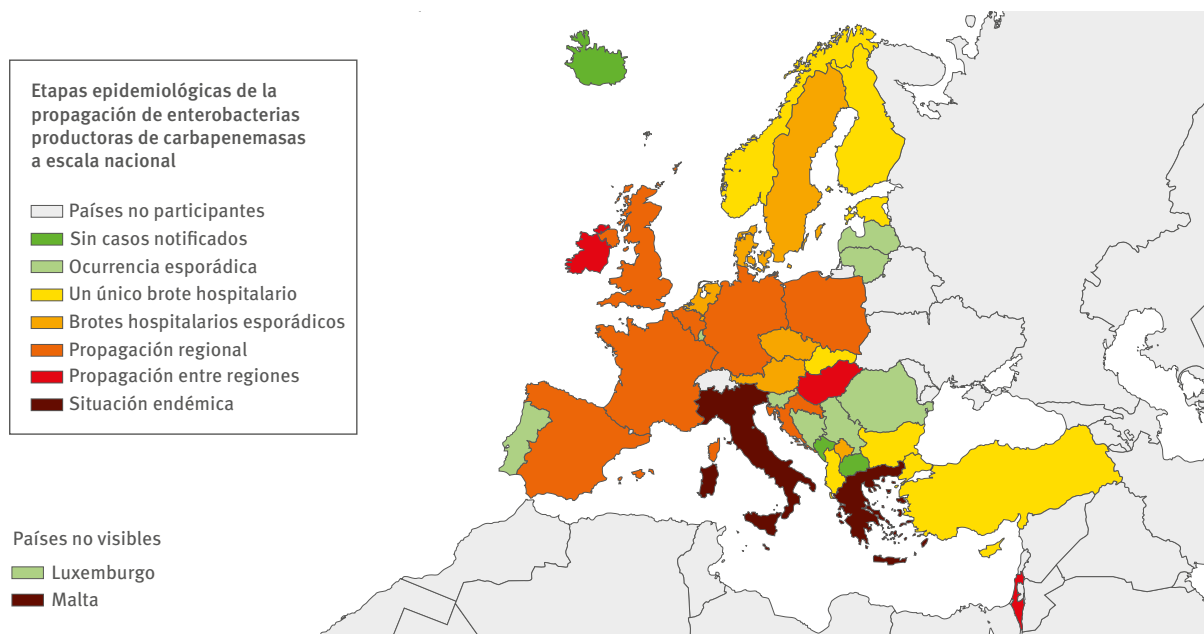 Etapas epidemiológicas de la
propagación de enterobacterias
productoras de carbapenemasas
a escala nacional
Países no participantes
Sin casos notificados
Ocurrencia esporádica
Un único brote hospitalario
Brotes hospitalarios esporádicos
Propagación regional
Propagación entre regiones
Situación endémica
Países no visibles
Luxemburgo
Malta